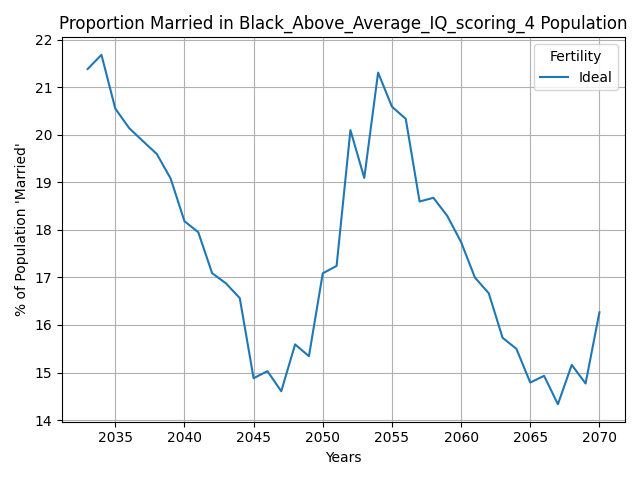 Proportion Married in Black_Above_Average_IQ_scoring_4 Population
Fertility
Ideal
% of Population 'Married'
22
21
20
19
18
17
16
15
14
2035 2040 2045 2050 2055 2060 2065 2070
Years